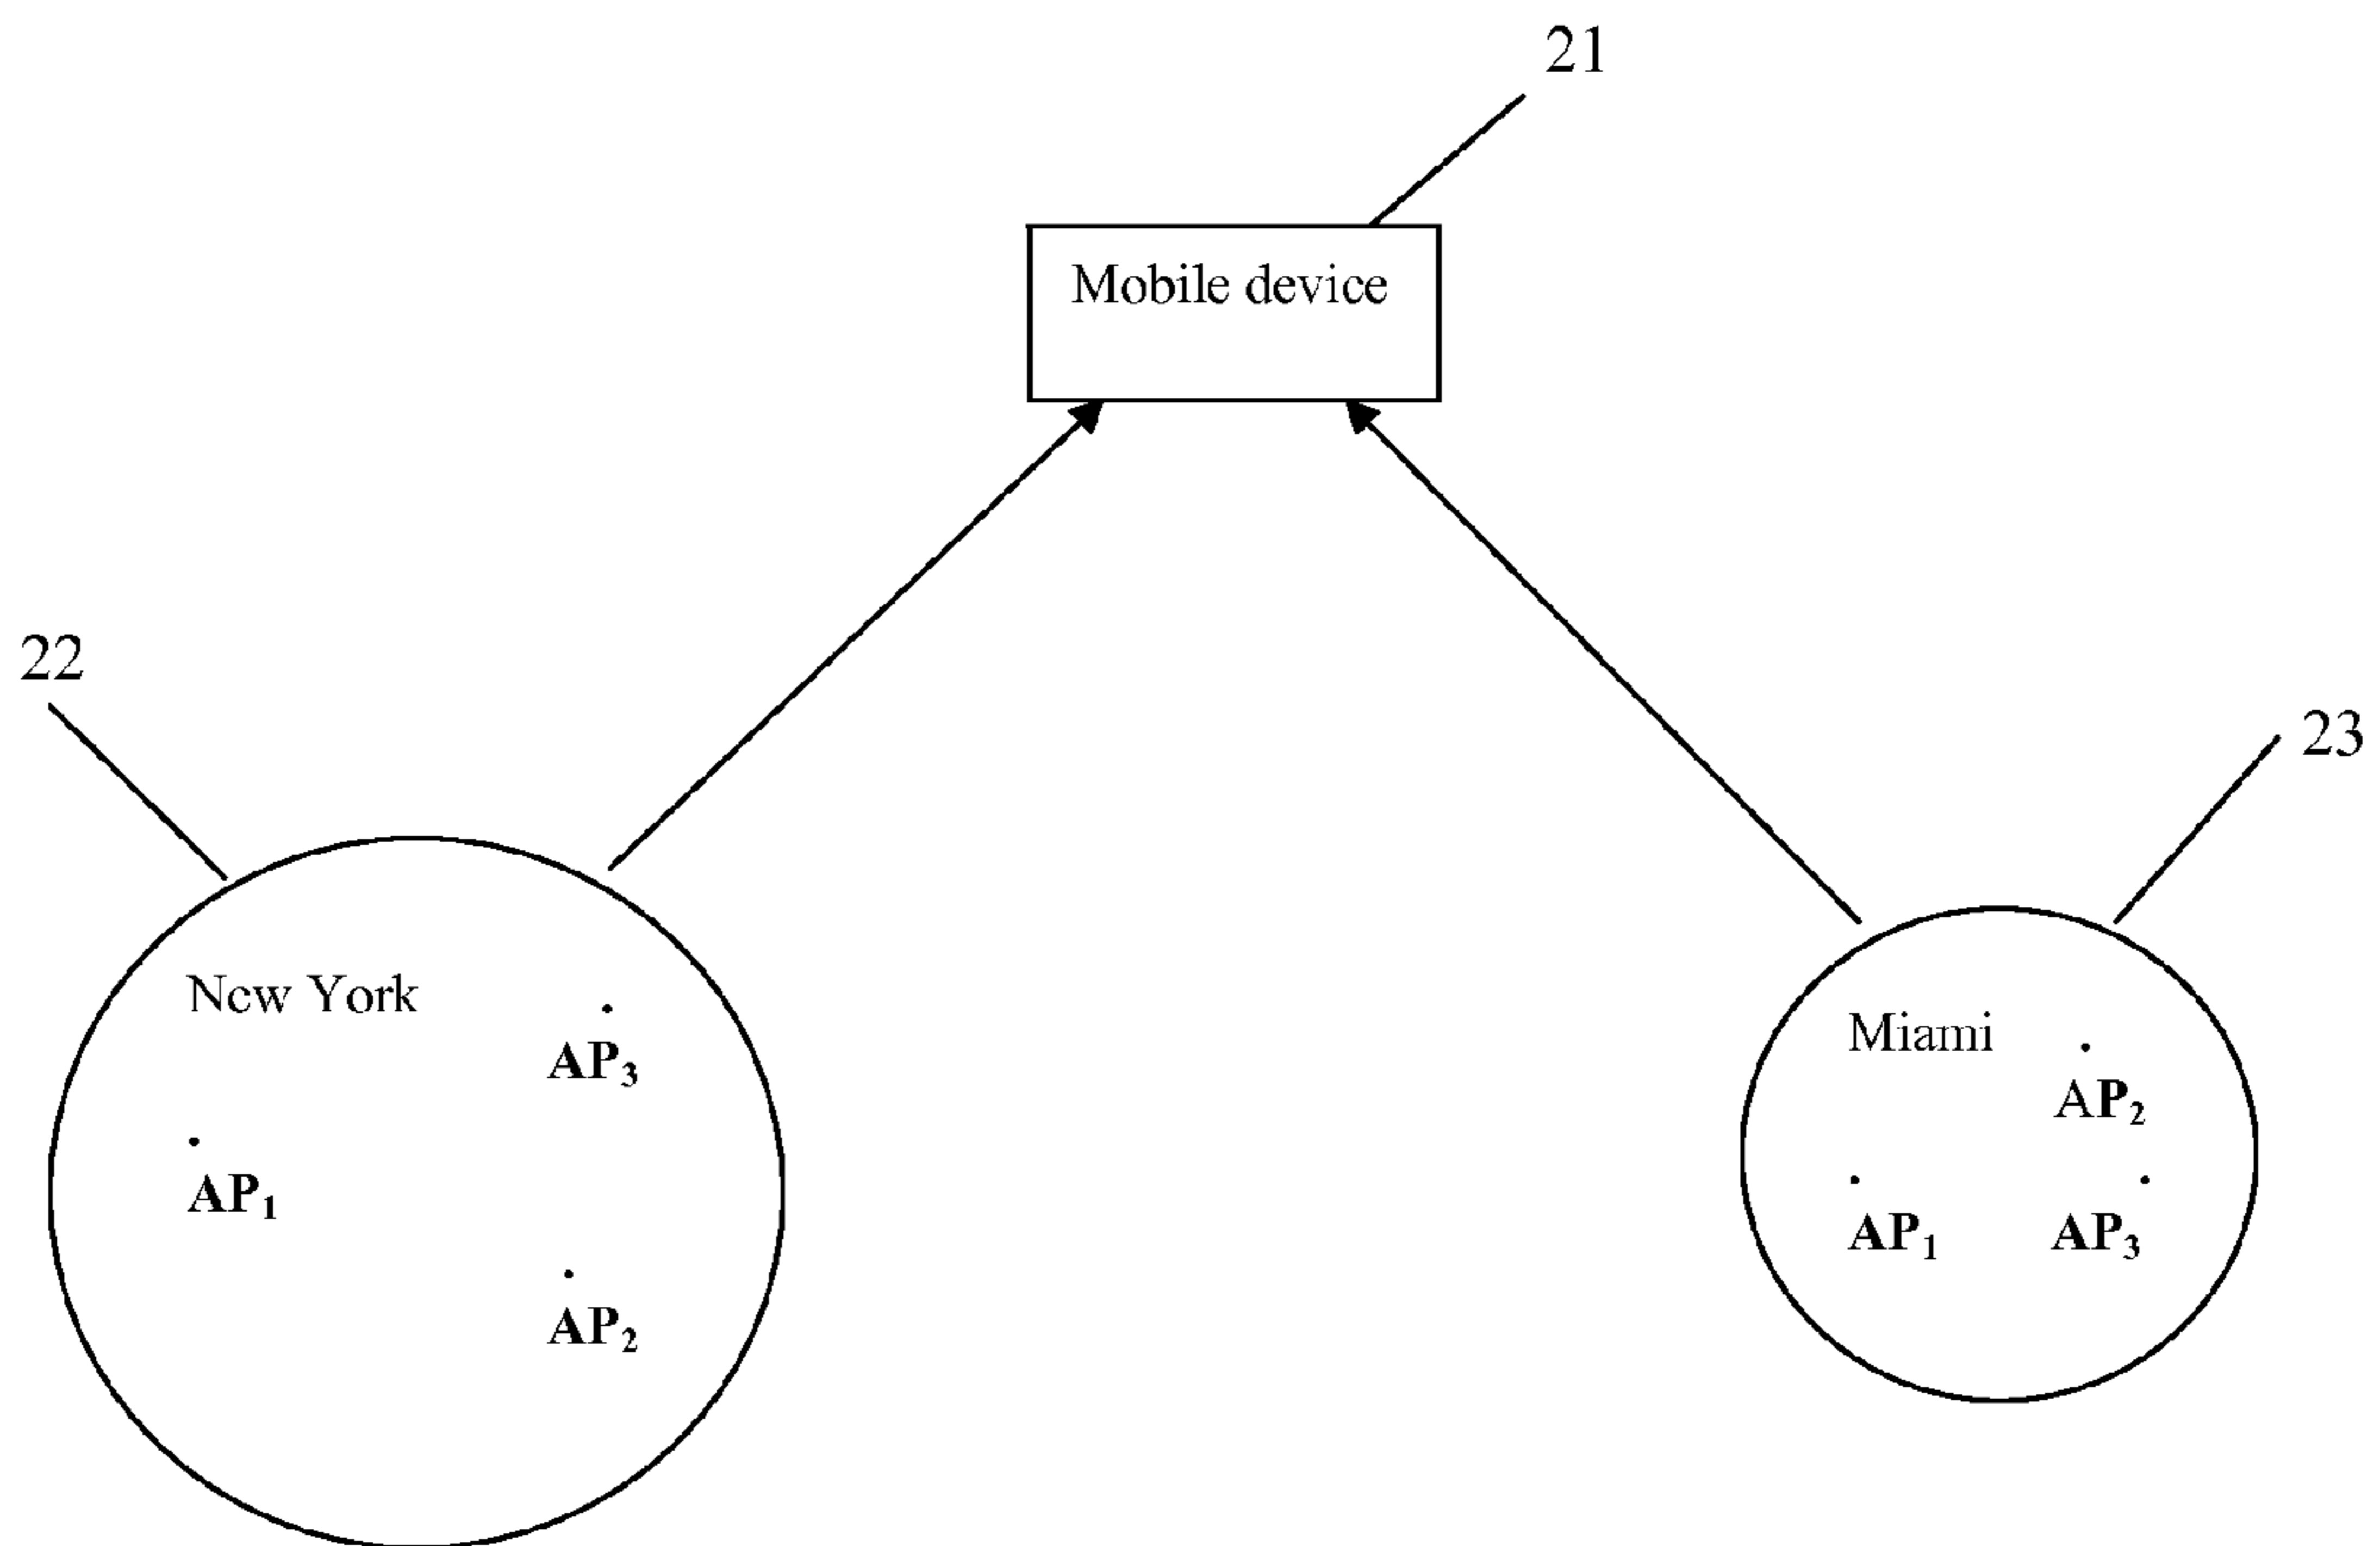 21
Mobile device
22
23
New York
AP₃
AP₁
AP₂
Miami
AP₂
AP₁
AP₃